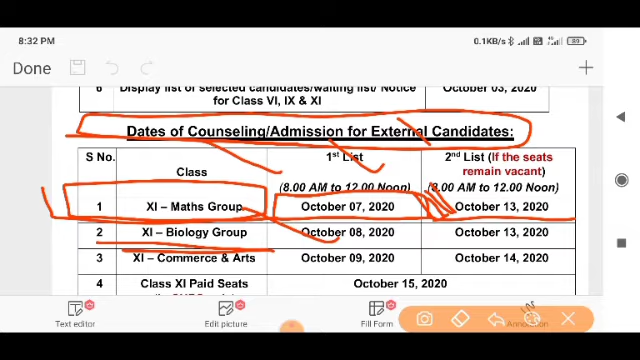 8:32 PM
0.1KB/s
89
Done
6 Display list of selected candidates/waiting list/ Notice for Class VI, IX & XI October 03, 2020
Dates of Counseling/Admission for External Candidates:
S No. Class 1st List (8.00 AM to 12.00 Noon) 2nd List (If the seats remain vacant) (8.00 AM to 12.00 Noon)
1 XI – Maths Group October 07, 2020 October 13, 2020
2 XI – Biology Group October 08, 2020 October 13, 2020
3 XI – Commerce & Arts October 09, 2020 October 14, 2020
4 Class XI Paid Seats October 15, 2020
Text editor Edit picture Fill Form Annotation